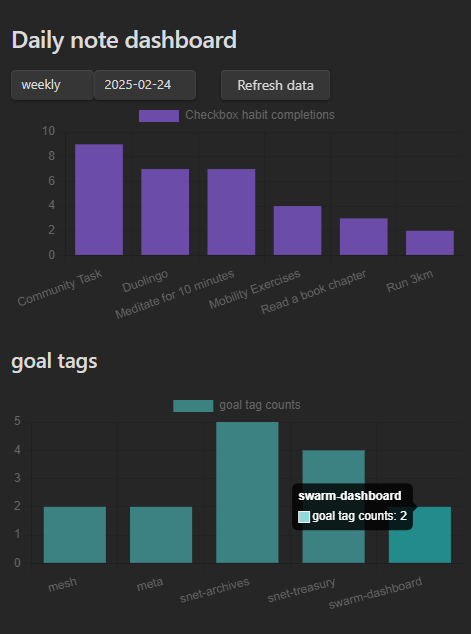 Daily note dashboard
weekly 2025-02-24 Refresh data
Checkbox habit completions
10
8
6
4
2
0
Community Task
Duolingo
Meditate for 10 minutes
Mobility Exercises
Read a book chapter
Run 3km
goal tags
goal tag counts
5
4
3
2
1
0
swarm-dashboard
goal tag counts: 2
mesh
meta
snet-archives
snet-treasury
swarm-dashboard